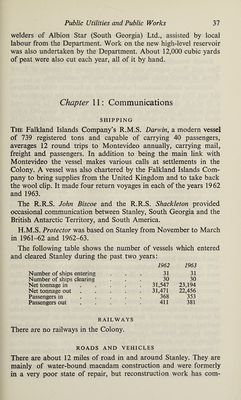 Public Utilities and Public Works 37
welders of Albion Star (South Georgia) Ltd., assisted by local
labour from the Department. Work on the new high-level reservoir
was also undertaken by the Department. About 12,000 cubic yards
of peat were also cut each year, all of it by hand.
Chapter 11: Communications
SHIPPING
THE Falkland Islands Company's R.M.S. Darwin, a modern vessel
of 739 registered tons and capable of carrying 40 passengers,
averages 12 round trips to Montevideo annually, carrying mail,
freight and passengers. In addition to being the main link with
Montevideo the vessel makes various calls at settlements in the
Colony. A vessel was also chartered by the Falkland Islands Com-
pany to bring supplies from the United Kingdom and to take back
the wool clip. It made four return voyages in each of the years 1962
and 1963.
The R.R.S. John Biscoe and the R.R.S. Shackleton provided
occasional communication between Stanley, South Georgia and the
British Antarctic Territory, and South America.
H.M.S. Protector was based on Stanley from November to March
in 1961-62 and 1962-63.
The following table shows the number of vessels which entered
and cleared Stanley during the past two years:
1962 1963
Number of ships entering . . . 31 31
Number of ships clearing . . . 30 30
Net tonnage in . . . . 31,547 23,194
Net tonnage out . . . . 31,471 22,456
Passengers in . . . . 368 353
Passengers out . . . . 411 381
RAILWAYS
There are no railways in the Colony.
ROADS AND VEHICLES
There are about 12 miles of road in and around Stanley. They are
mainly of water-bound macadam construction and were formerly
in a very poor state of repair, but reconstruction work has com-